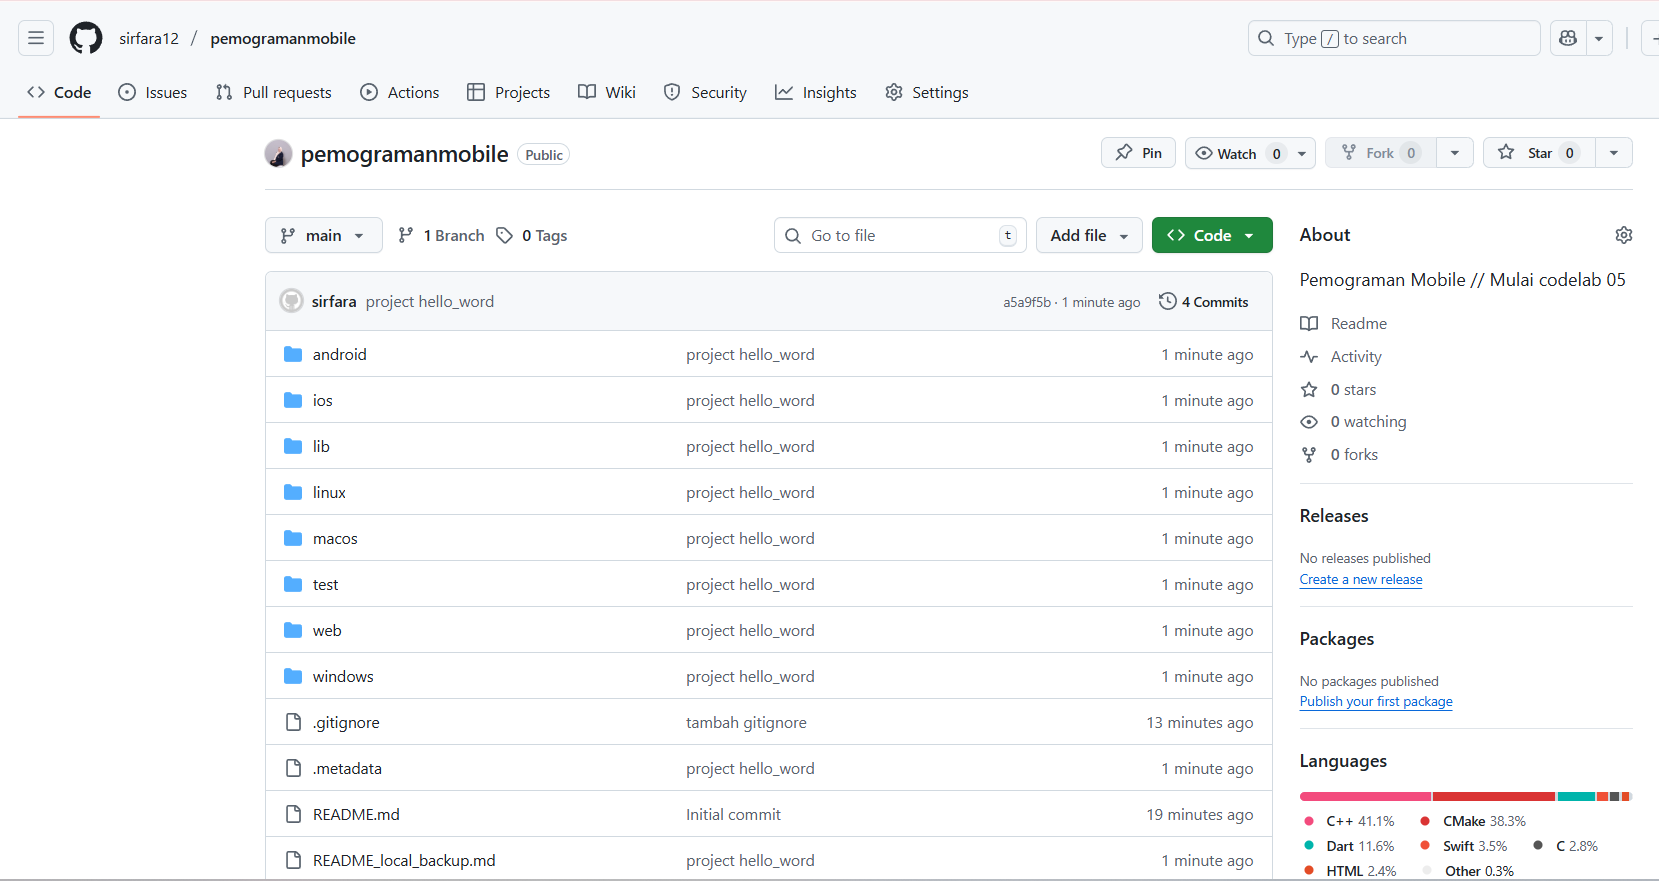 sirfara12 / pemogramanmobile
Type / to search
Code Issues Pull requests Actions Projects Wiki Security Insights Settings
pemogramanmobile Public
Pin Watch 0 Fork 0 Star 0
main 1 Branch 0 Tags Go to file t Add file Code
sirfara project hello_word a5a9f5b · 1 minute ago 4 Commits
android project hello_word 1 minute ago
ios project hello_word 1 minute ago
lib project hello_word 1 minute ago
linux project hello_word 1 minute ago
macos project hello_word 1 minute ago
test project hello_word 1 minute ago
web project hello_word 1 minute ago
windows project hello_word 1 minute ago
.gitignore tambah gitignore 13 minutes ago
.metadata project hello_word 1 minute ago
README.md Initial commit 19 minutes ago
README_local_backup.md project hello_word 1 minute ago
About
Pemograman Mobile // Mulai codelab 05
Readme
Activity
0 stars
0 watching
0 forks
Releases
No releases published
Create a new release
Packages
No packages published
Publish your first package
Languages
C++ 41.1% CMake 38.3%
Dart 11.6% Swift 3.5% C 2.8%
HTML 2.4% Other 0.3%